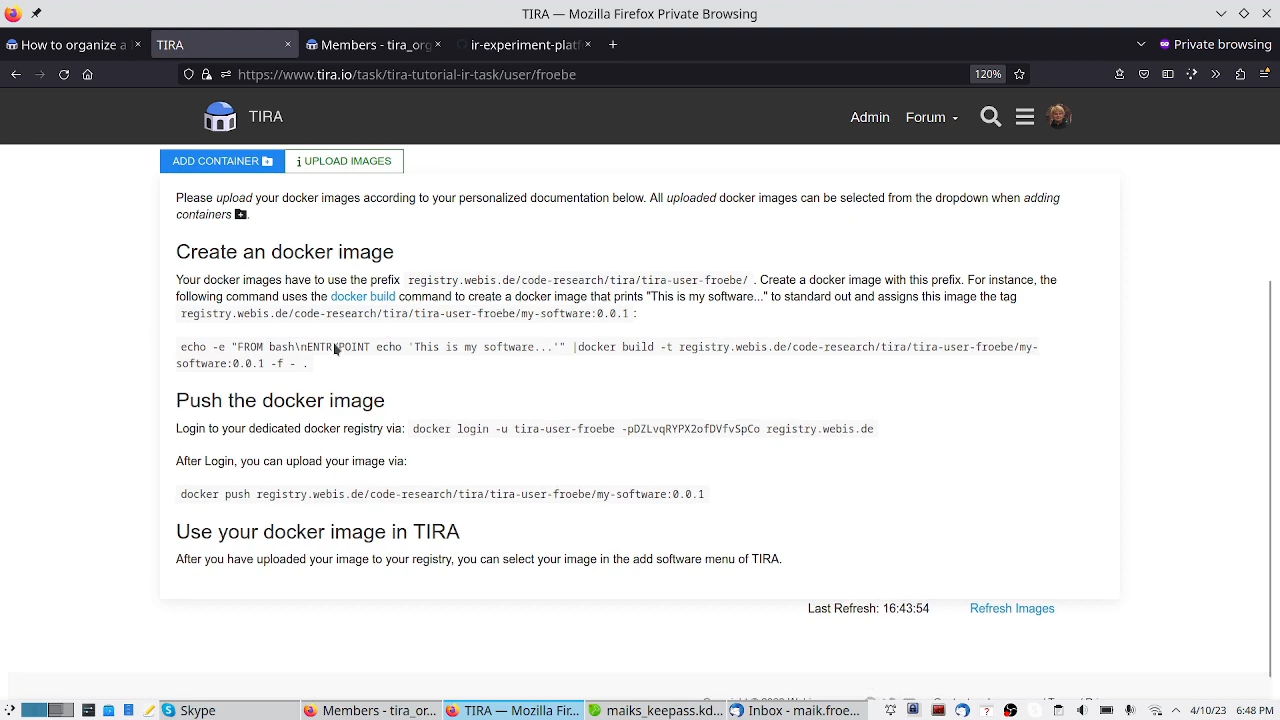 TIRA — Mozilla Firefox Private Browsing
How to organize a
TIRA
Members - tira_org
ir-experiment-platf
Private browsing
https://www.tira.io/task/tira-tutorial-ir-task/user/froebe
120%
TIRA
Admin
Forum
ADD CONTAINER
UPLOAD IMAGES
Please upload your docker images according to your personalized documentation below. All uploaded docker images can be selected from the dropdown when adding
containers .
Create an docker image
Your docker images have to use the prefix registry.webis.de/code-research/tira/tira-user-froebe/ . Create a docker image with this prefix. For instance, the
following command uses the docker build command to create a docker image that prints "This is my software..." to standard out and assigns this image the tag
registry.webis.de/code-research/tira/tira-user-froebe/my-software:0.0.1 :
echo -e "FROM bash\nENTRYPOINT echo 'This is my software...'" |docker build -t registry.webis.de/code-research/tira/tira-user-froebe/my-
software:0.0.1 -f - .
Push the docker image
Login to your dedicated docker registry via: docker login -u tira-user-froebe -pDZLvqRYPX2ofDVfvSpCo registry.webis.de
After Login, you can upload your image via:
docker push registry.webis.de/code-research/tira/tira-user-froebe/my-software:0.0.1
Use your docker image in TIRA
After you have uploaded your image to your registry, you can select your image in the add software menu of TIRA.
Last Refresh: 16:43:54
Refresh Images
Skype
Members - tira_or...
TIRA — Mozilla Fir...
maiks_keepass.kd...
Inbox - maik.froe...
4/10/23
6:48 PM